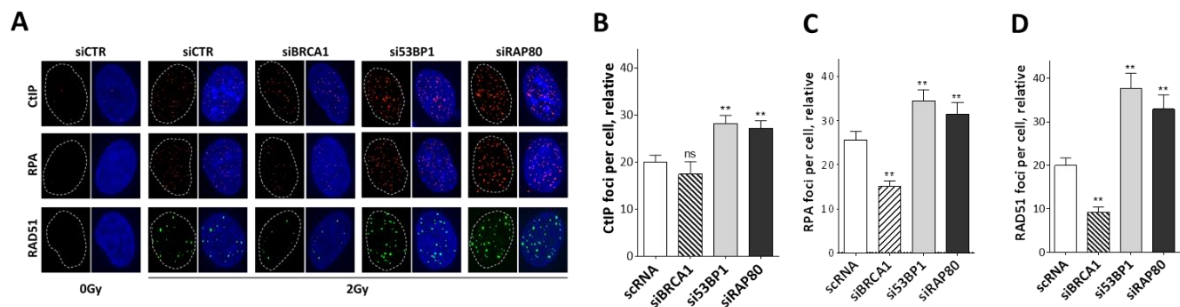 A
siCTR siCTR siBRCA1 si53BP1 siRAP80
CtIP
RPA
RAD51
0Gy 2Gy
B
CtIP foci per cell, relative
40
30
20
10
0
ns
**
**
scRNA
siBRCA1
si53BP1
siRAP80
C
RPA foci per cell, relative
40
30
20
10
0
**
**
**
scRNA
siBRCA1
si53BP1
siRAP80
D
RAD51 foci per cell, relative
40
30
20
10
0
**
**
**
scRNA
siBRCA1
si53BP1
siRAP80